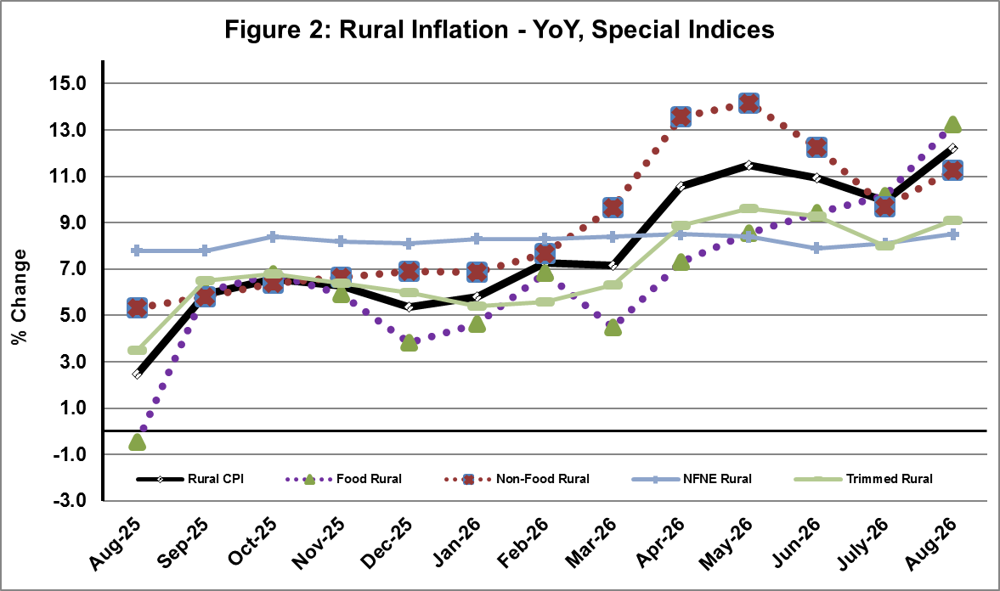 Figure 2: Rural Inflation - YoY, Special Indices
% Change
15.0
13.0
11.0
9.0
7.0
5.0
3.0
1.0
-1.0
-3.0
Rural CPI Food Rural Non-Food Rural NFNE Rural Trimmed Rural
Aug-25 Sep-25 Oct-25 Nov-25 Dec-25 Jan-26 Feb-26 Mar-26 Apr-26 May-26 Jun-26 July-26 Aug-26